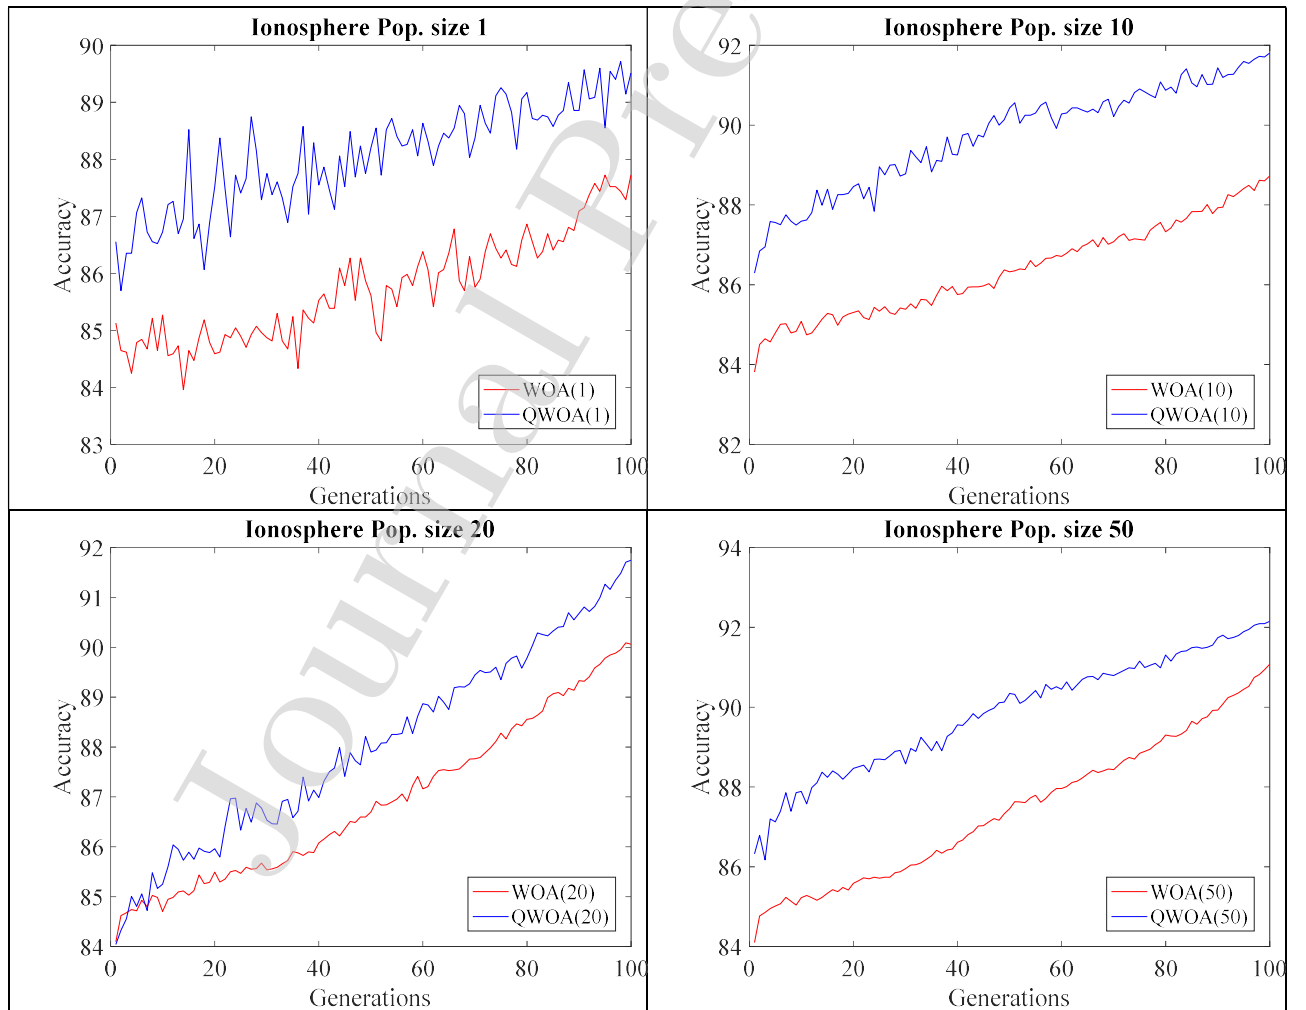 Ionosphere Pop. size 1
90
89
88
87
86
85
84
83
Accuracy
0
20
40
60
80
100
Generations
WOA(1)
QWOA(1)
Ionosphere Pop. size 10
92
90
88
86
84
82
Accuracy
0
20
40
60
80
100
Generations
WOA(10)
QWOA(10)
Ionosphere Pop. size 20
92
91
90
89
88
87
86
85
84
Accuracy
0
20
40
60
80
100
Generations
WOA(20)
QWOA(20)
Ionosphere Pop. size 50
94
92
90
88
86
84
Accuracy
0
20
40
60
80
100
Generations
WOA(50)
QWOA(50)
Journal Pre